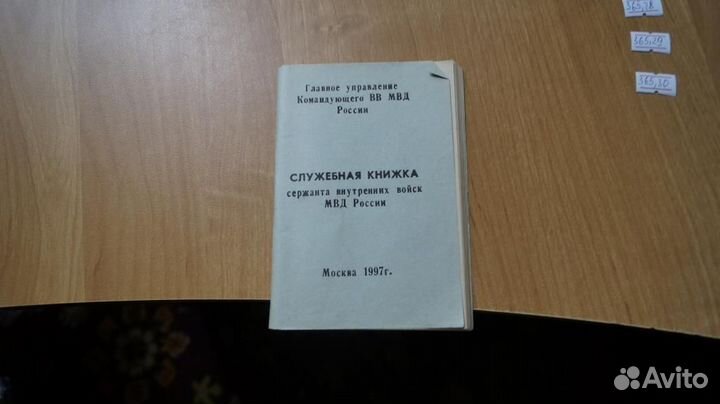 365,28
365,29
365,30
Главное управление
Командующего ВВ МВД
России
СЛУЖЕБНАЯ КНИЖКА
сержанта внутренних войск
МВД России
Москва 1997г.
Avito